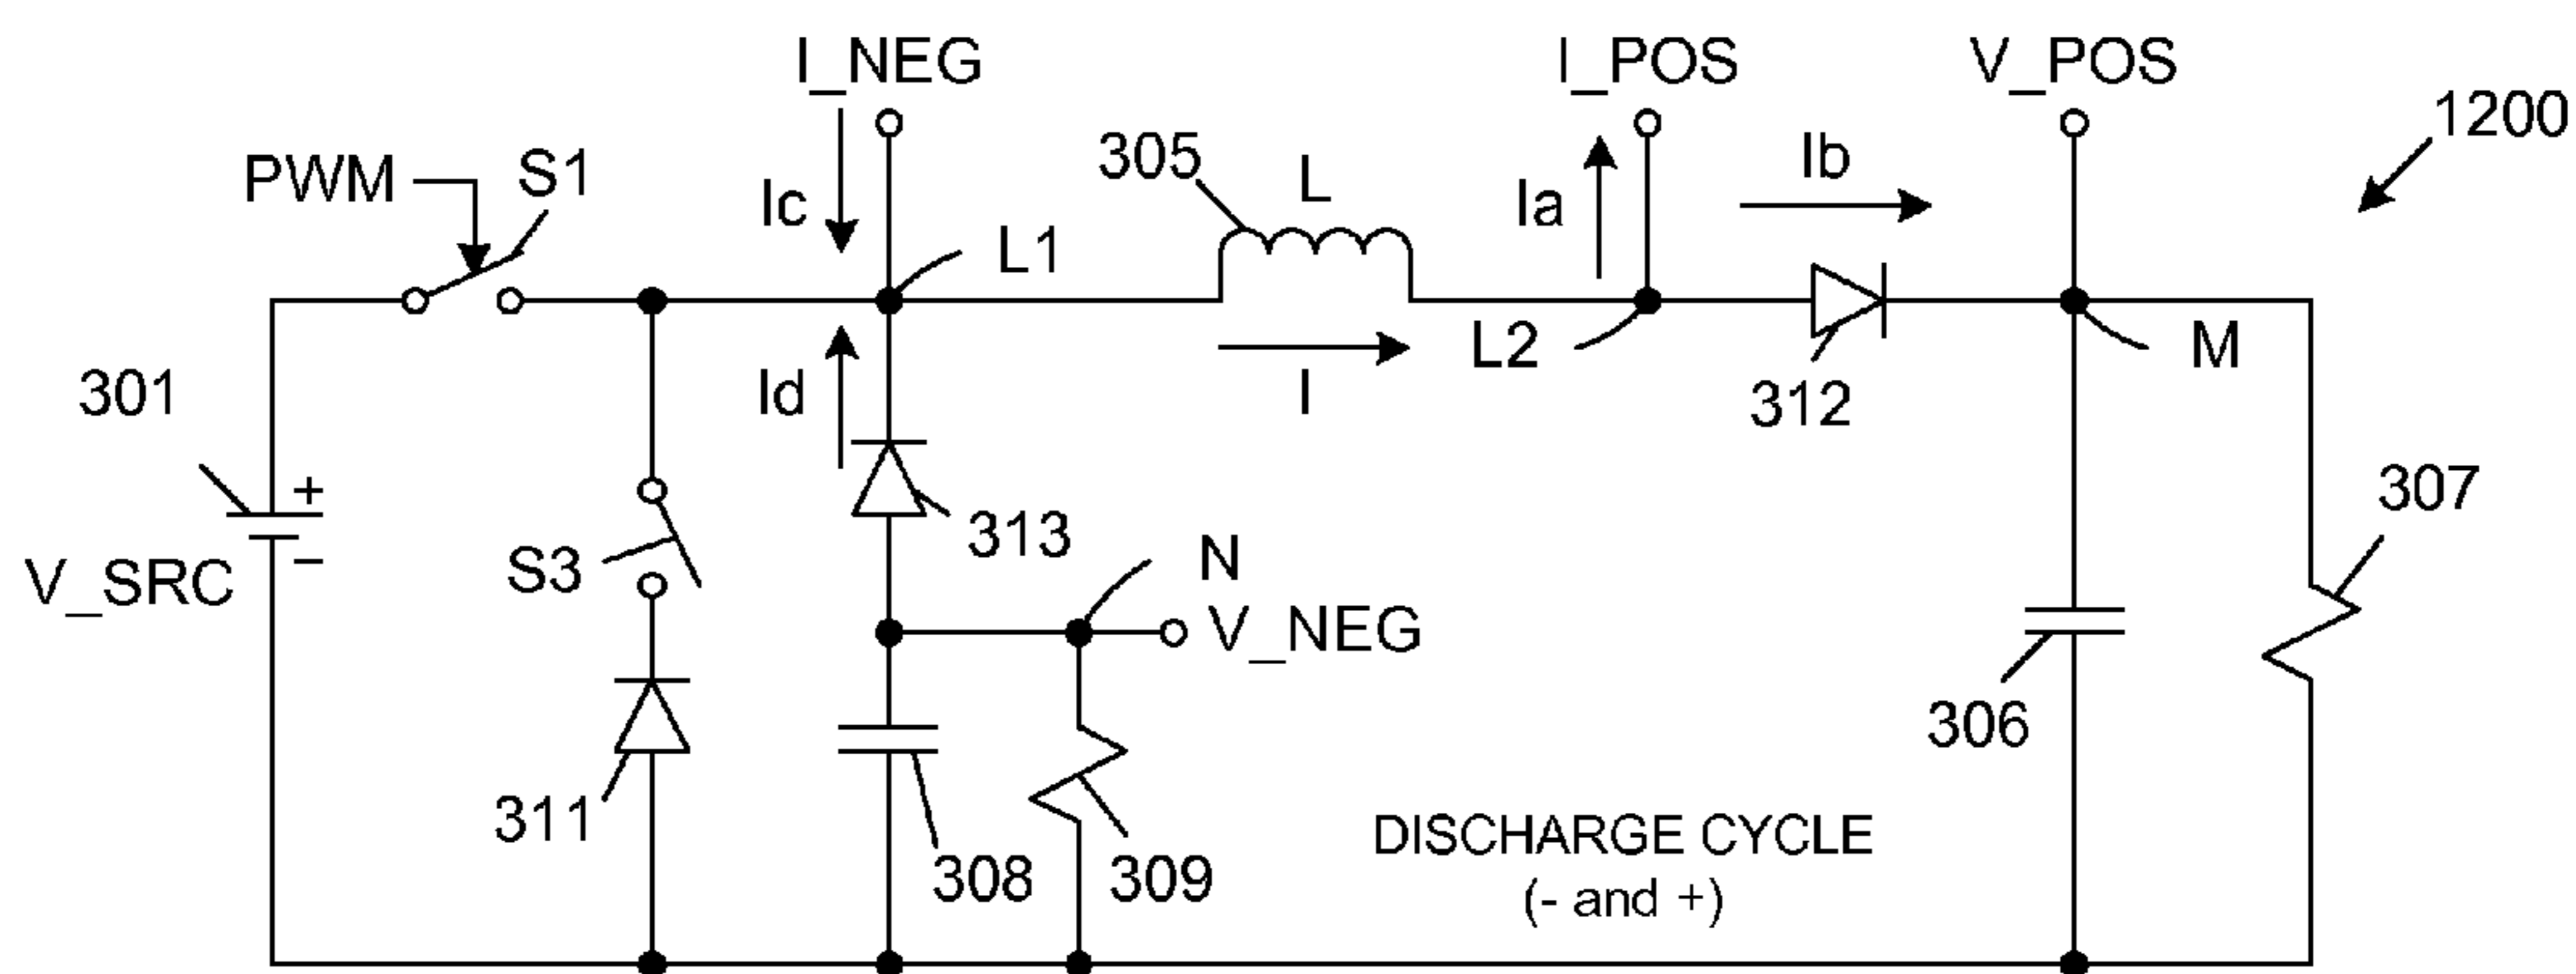 I_NEG
I_POS
V_POS
1200
PWM
S1
305
L
Ic
Ia
Ib
L1
L2
M
I
301
Id
312
+
−
V_SRC
S3
313
N
V_NEG
307
306
311
308
309
DISCHARGE CYCLE
(- and +)